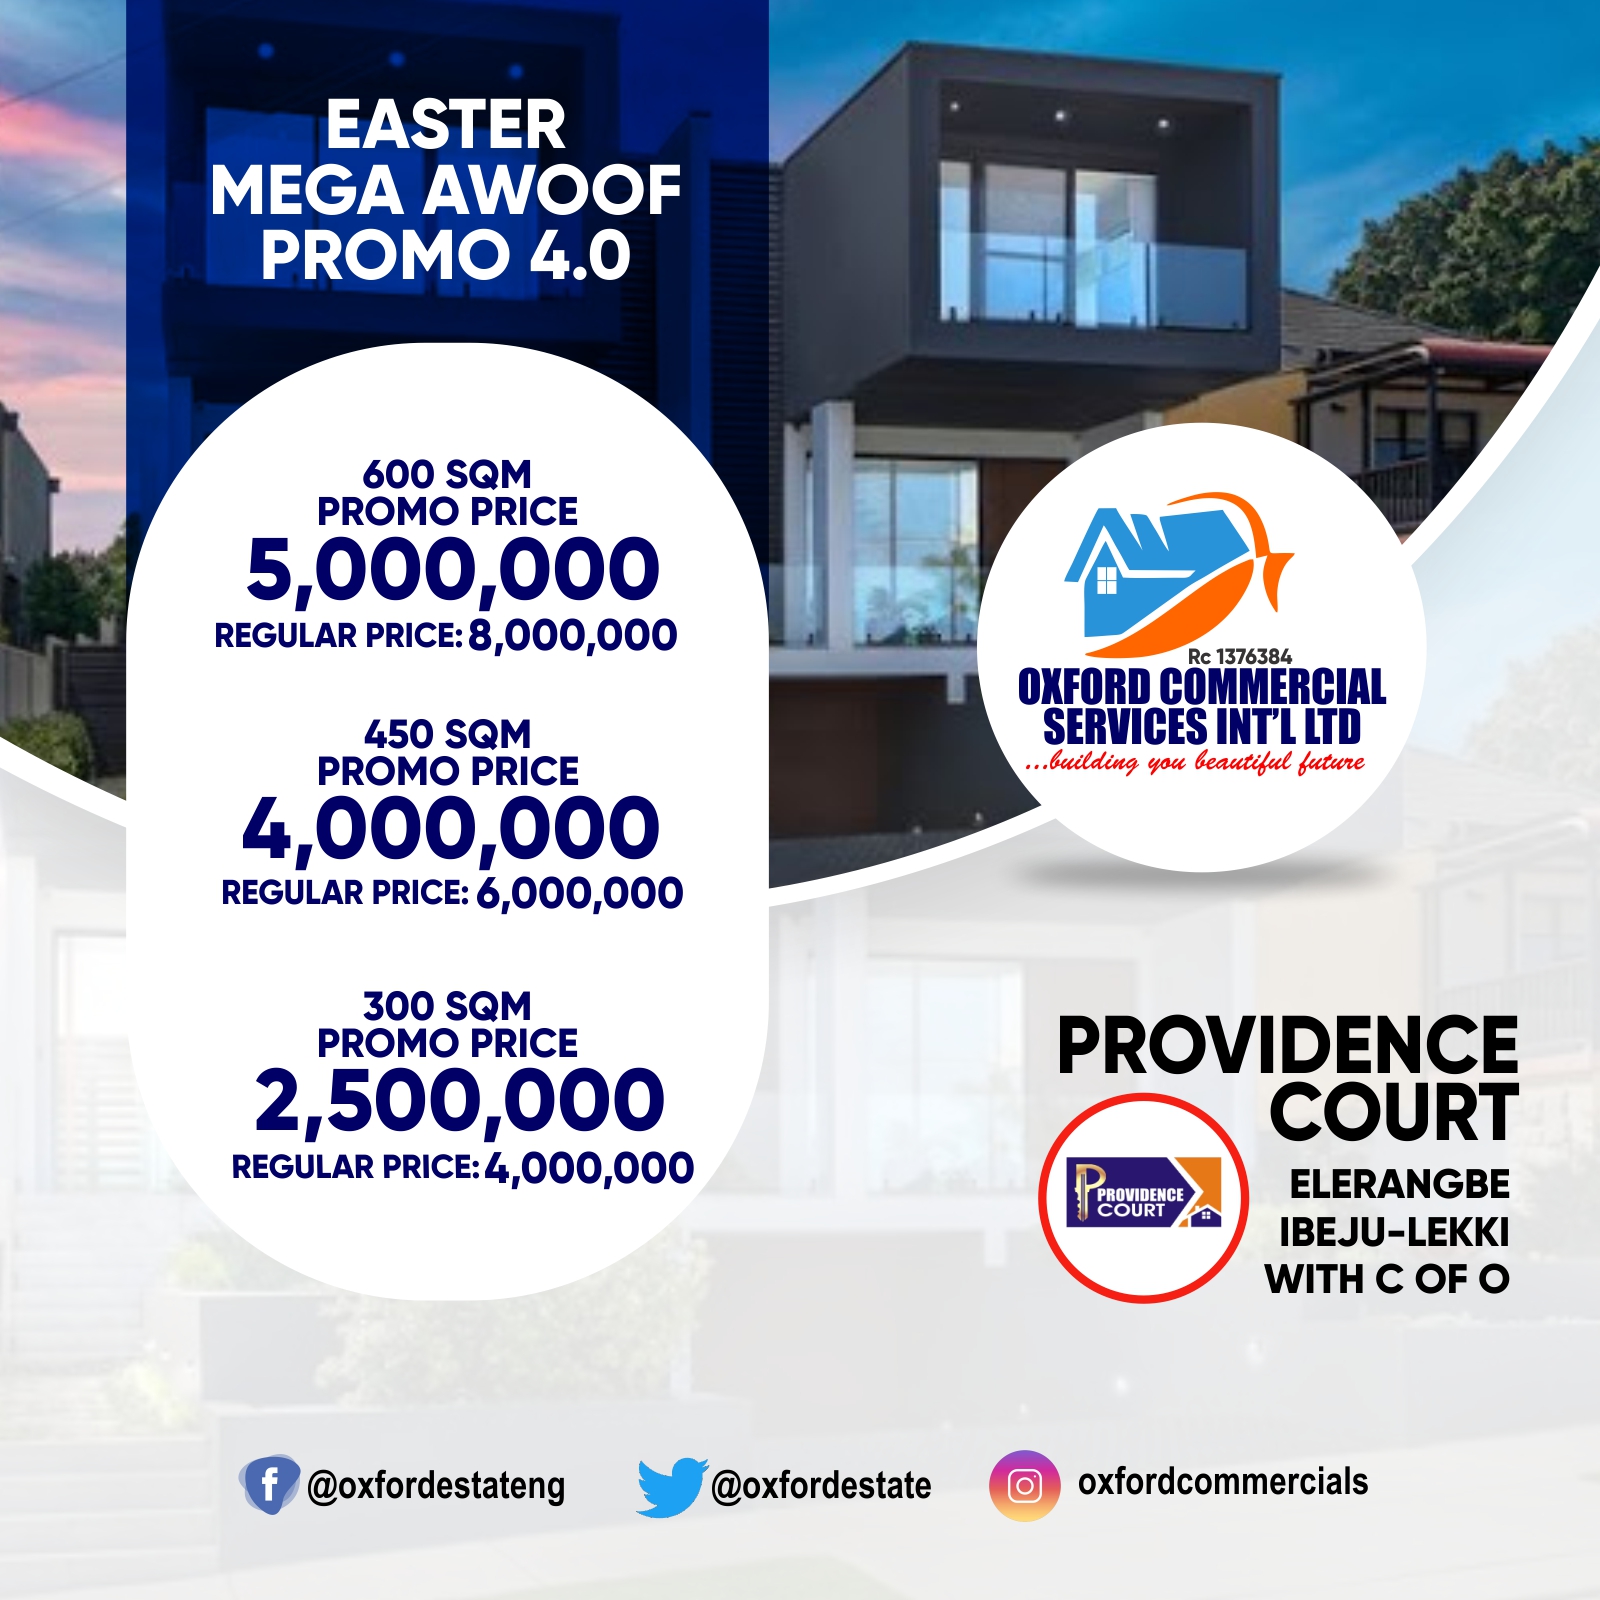 EASTER
MEGA AWOOF
PROMO 4.0
600 SQM
PROMO PRICE
5,000,000
REGULAR PRICE: 8,000,000
450 SQM
PROMO PRICE
4,000,000
REGULAR PRICE: 6,000,000
300 SQM
PROMO PRICE
2,500,000
REGULAR PRICE: 4,000,000
Rc 1376384
OXFORD COMMERCIAL
SERVICES INT'L LTD
...building you beautiful future
PROVIDENCE
COURT
PROVIDENCE
COURT
ELERANGBE
IBEJU-LEKKI
WITH C OF O
@oxfordestateng
@oxfordestate
oxfordcommercials